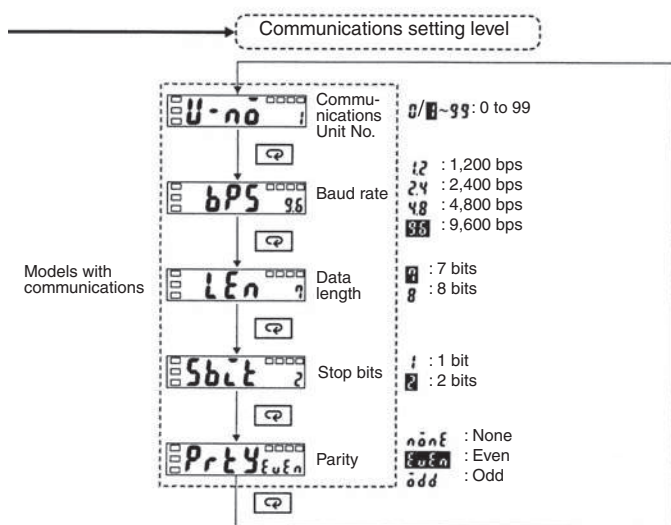 Communications setting level
U-no 1
Commu-
nications
Unit No.
0/1~99: 0 to 99
bPS 9.6
Baud rate
1.2 : 1,200 bps
2.4 : 2,400 bps
4.8 : 4,800 bps
9.6 : 9,600 bps
Models with
communications
LEn 7
Data
length
7 : 7 bits
8 : 8 bits
Sbit 2
Stop bits
1 : 1 bit
2 : 2 bits
PrtY EuEn
Parity
nonE : None
EuEn : Even
odd : Odd